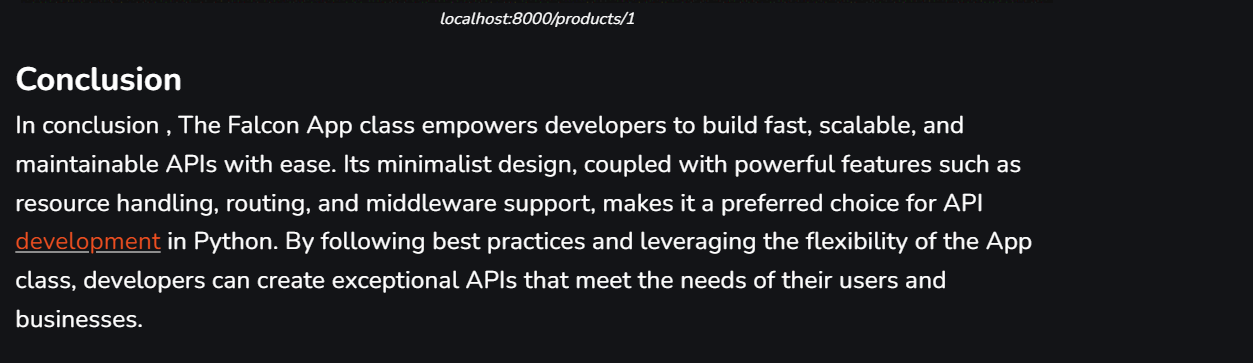 localhost:8000/products/1
Conclusion
In conclusion , The Falcon App class empowers developers to build fast, scalable, and
maintainable APIs with ease. Its minimalist design, coupled with powerful features such as
resource handling, routing, and middleware support, makes it a preferred choice for API
development in Python. By following best practices and leveraging the flexibility of the App
class, developers can create exceptional APIs that meet the needs of their users and
businesses.